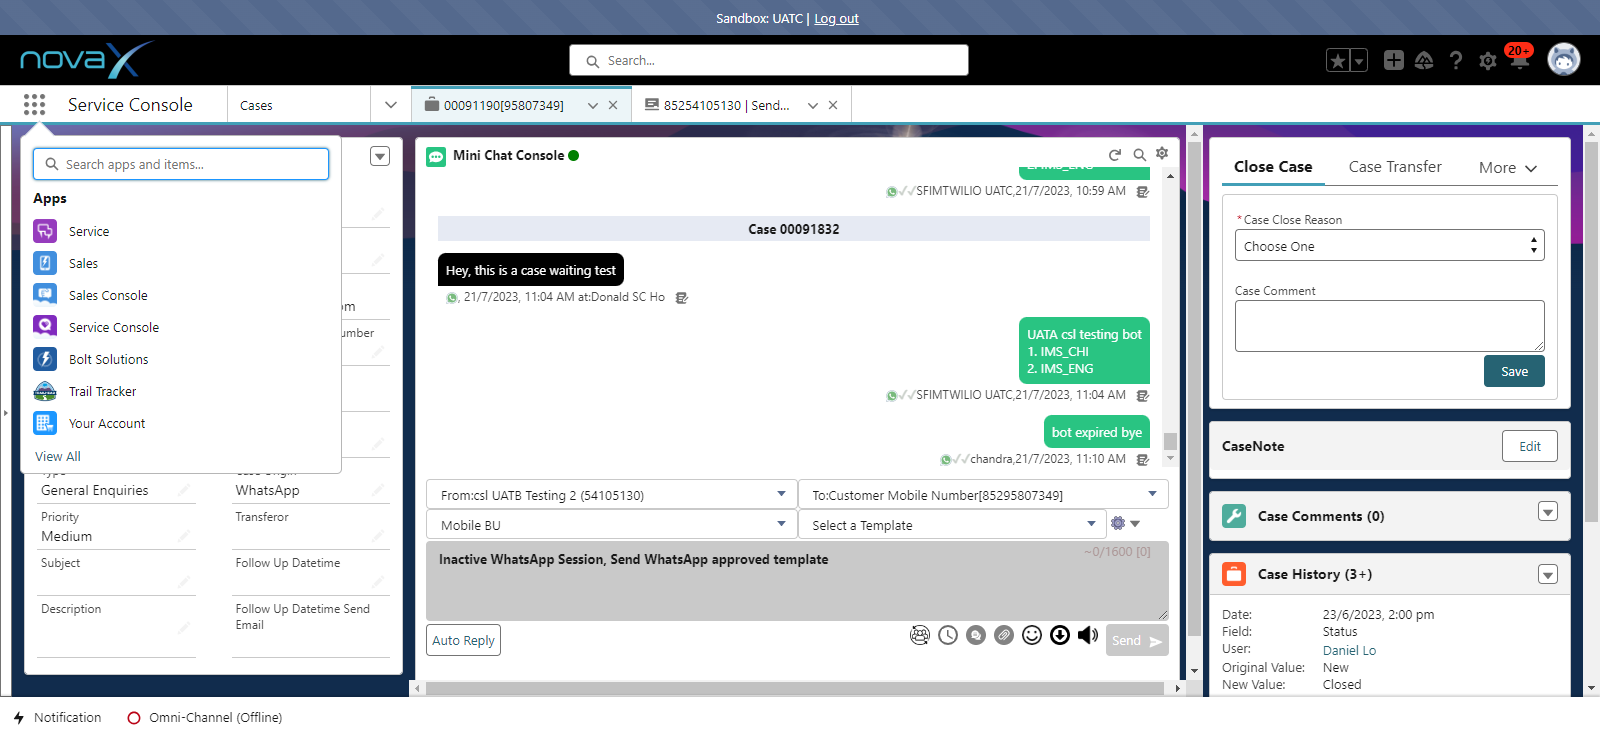 Sandbox: UATC | Log out
novaX
Search...
20+
Service Console
Cases
00091190[95807349]
85254105130 | Send...
Search apps and items...
Apps
Service
Sales
Sales Console
Service Console
Bolt Solutions
Trail Tracker
Your Account
View All
om
umber
General Enquiries
WhatsApp
Priority
Transferor
Medium
Subject
Follow Up Datetime
Description
Follow Up Datetime Send
Email
Mini Chat Console
SFIMTWILIO UATC,21/7/2023, 10:59 AM
Case 00091832
Hey, this is a case waiting test
, 21/7/2023, 11:04 AM at:Donald SC Ho
UATA csl testing bot
1. IMS_CHI
2. IMS_ENG
SFIMTWILIO UATC,21/7/2023, 11:04 AM
bot expired bye
chandra,21/7/2023, 11:10 AM
From:csl UATB Testing 2 (54105130)
To:Customer Mobile Number[85295807349]
Mobile BU
Select a Template
~0/1600 [0]
Inactive WhatsApp Session, Send WhatsApp approved template
Auto Reply
Send
Close Case
Case Transfer
More
*Case Close Reason
Choose One
Case Comment
Save
CaseNote
Edit
Case Comments (0)
Case History (3+)
Date: 23/6/2023, 2:00 pm
Field: Status
User: Daniel Lo
Original Value: New
New Value: Closed
Notification
Omni-Channel (Offline)